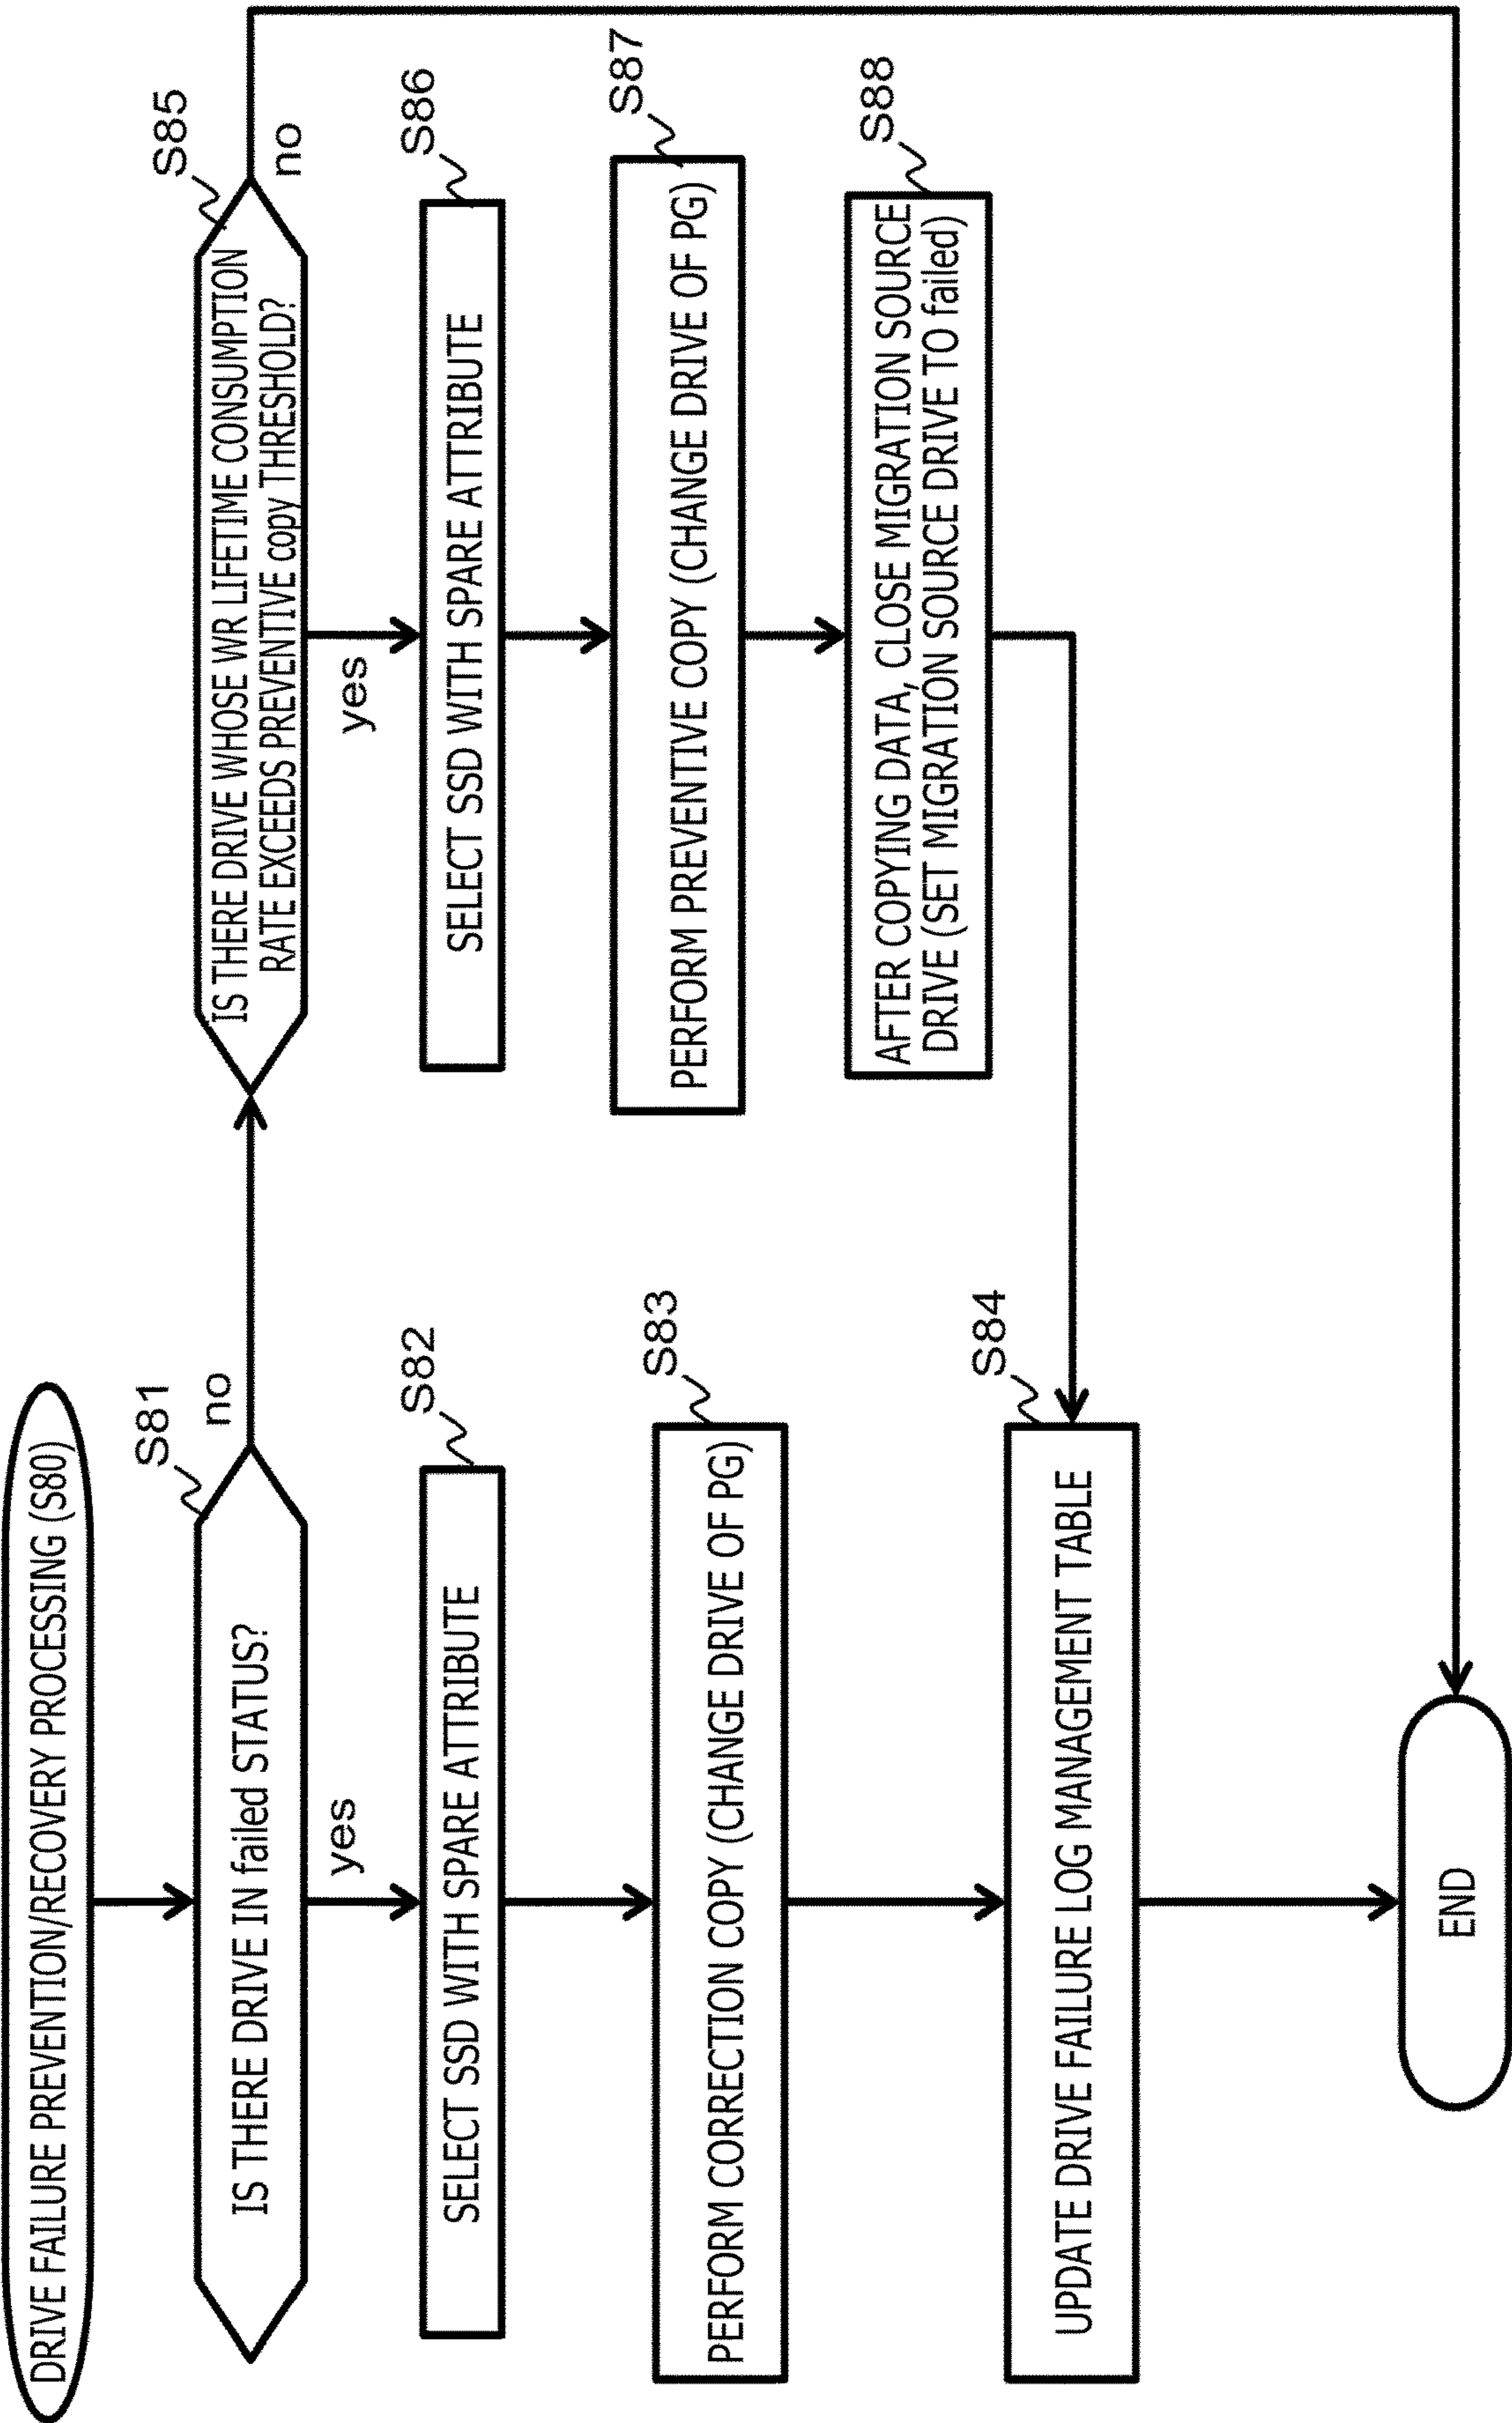 DRIVE FAILURE PREVENTION/RECOVERY PROCESSING (S80)
S81
IS THERE DRIVE IN failed STATUS?
no
yes
S82
SELECT SSD WITH SPARE ATTRIBUTE
S83
PERFORM CORRECTION COPY (CHANGE DRIVE OF PG)
S84
UPDATE DRIVE FAILURE LOG MANAGEMENT TABLE
END
S85
IS THERE DRIVE WHOSE WR LIFETIME CONSUMPTION
RATE EXCEEDS PREVENTIVE copy THRESHOLD?
no
yes
S86
SELECT SSD WITH SPARE ATTRIBUTE
S87
PERFORM PREVENTIVE COPY (CHANGE DRIVE OF PG)
S88
AFTER COPYING DATA, CLOSE MIGRATION SOURCE
DRIVE (SET MIGRATION SOURCE DRIVE TO failed)